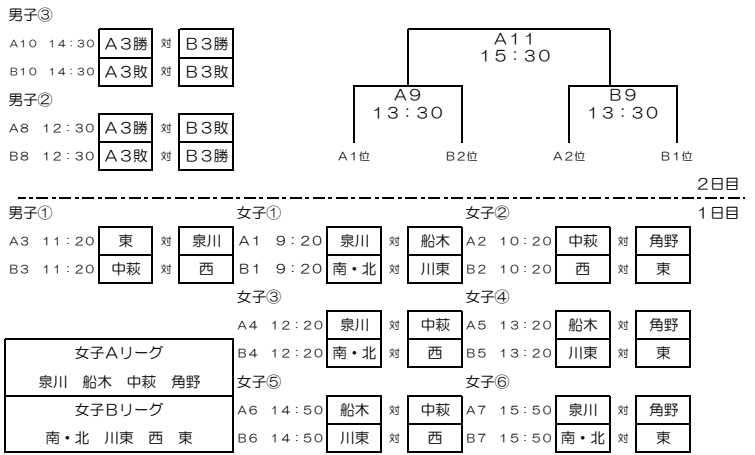 男子③
A10 14:30 A3勝 対 B3勝
B10 14:30 A3敗 対 B3敗
男子②
A8 12:30 A3勝 対 B3敗
B8 12:30 A3敗 対 B3勝
A11
15:30
A9
13:30
B9
13:30
A1位 B2位 A2位 B1位
2日目
1日目
男子① 女子① 女子②
A3 11:20 東 対 泉川 A1 9:20 泉川 対 船木 A2 10:20 中萩 対 角野
B3 11:20 中萩 対 西 B1 9:20 南・北 対 川東 B2 10:20 西 対 東
女子③ 女子④
A4 12:20 泉川 対 中萩 A5 13:20 船木 対 角野
B4 12:20 南・北 対 西 B5 13:20 川東 対 東
女子Aリーグ
泉川 船木 中萩 角野
女子Bリーグ
南・北 川東 西 東
女子⑤ 女子⑥
A6 14:50 船木 対 中萩 A7 15:50 泉川 対 角野
B6 14:50 川東 対 西 B7 15:50 南・北 対 東